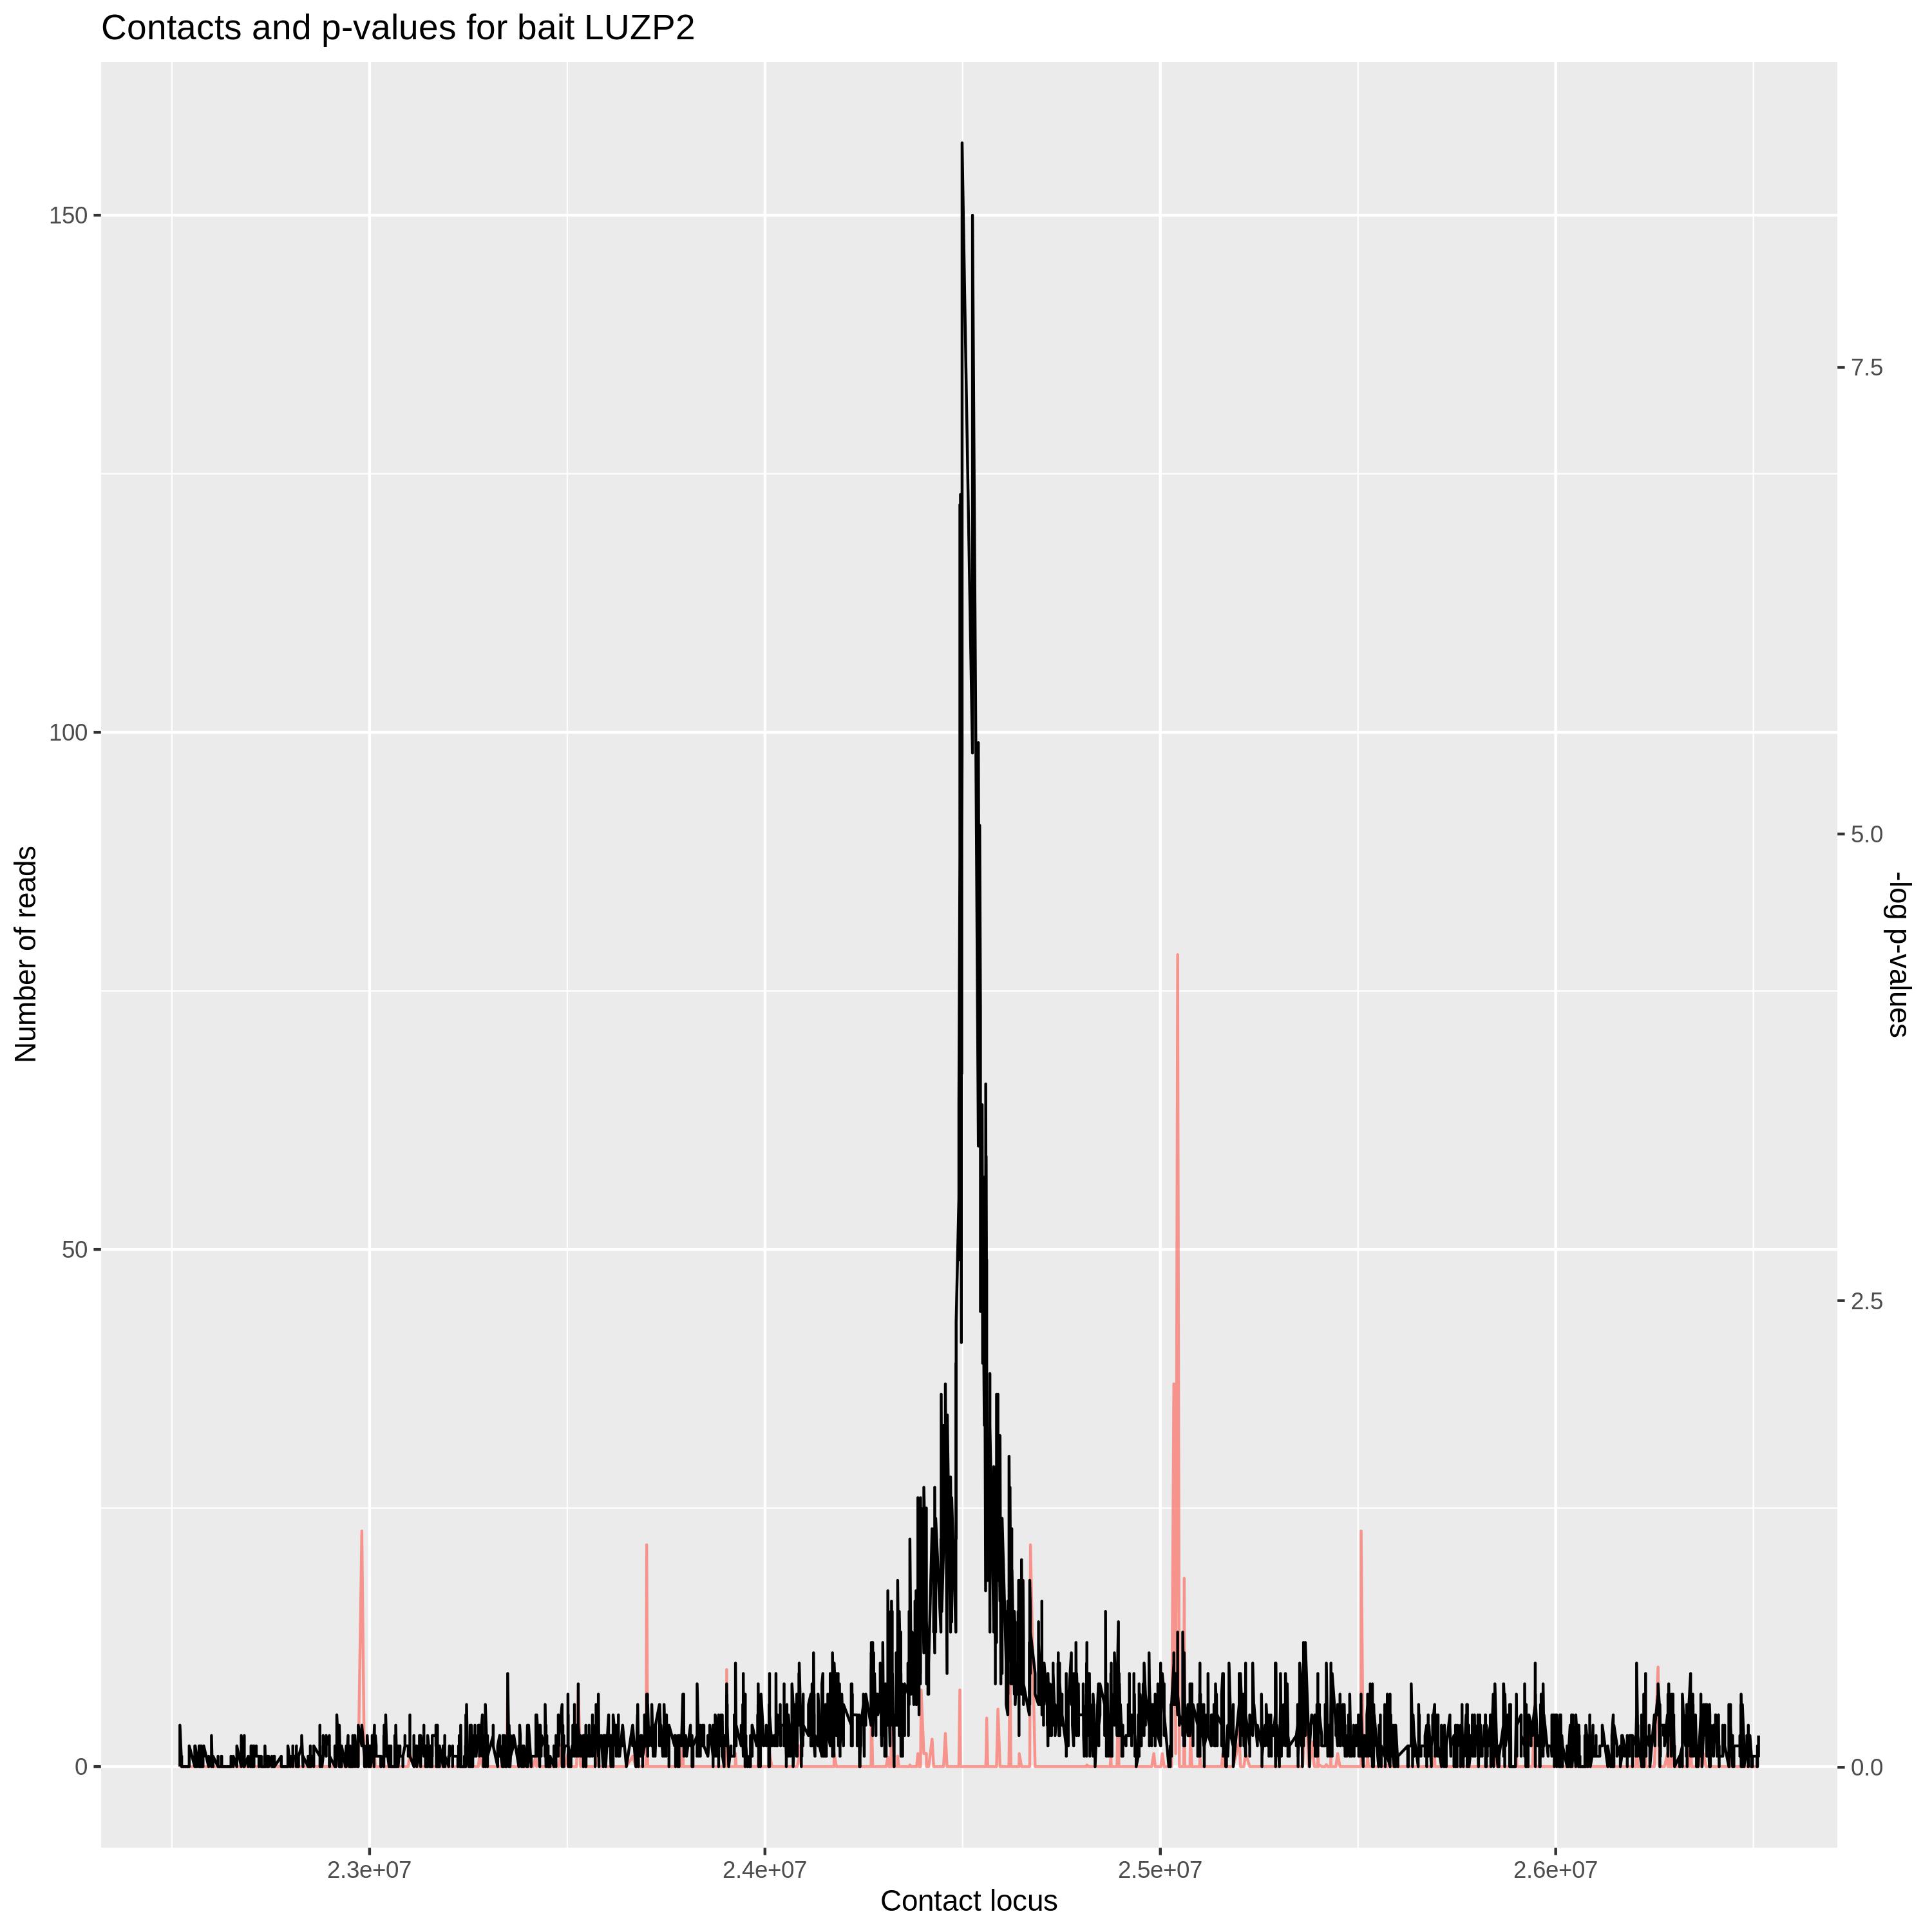 Contacts and p-values for bait LUZP2
150
100
50
0
Number of reads
7.5
5.0
2.5
0.0
-log p-values
2.3e+07
2.4e+07
2.5e+07
2.6e+07
Contact locus